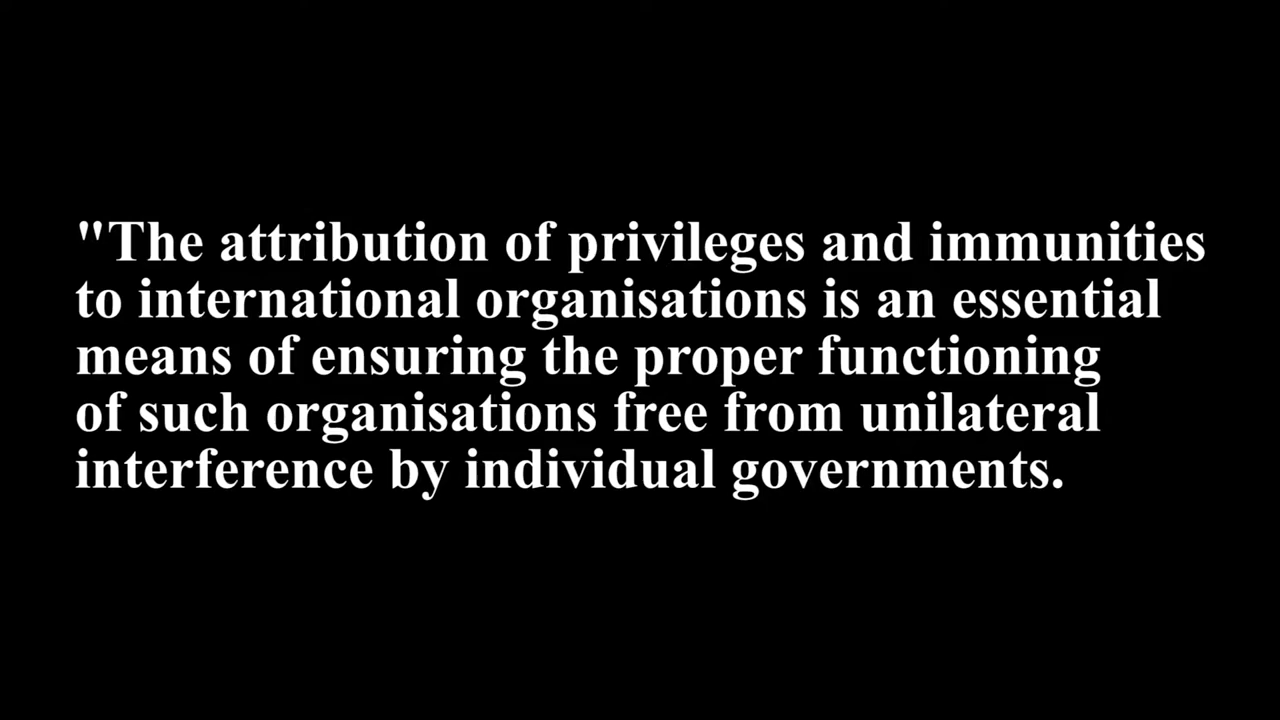 "The attribution of privileges and immunities
to international organisations is an essential
means of ensuring the proper functioning
of such organisations free from unilateral
interference by individual governments.